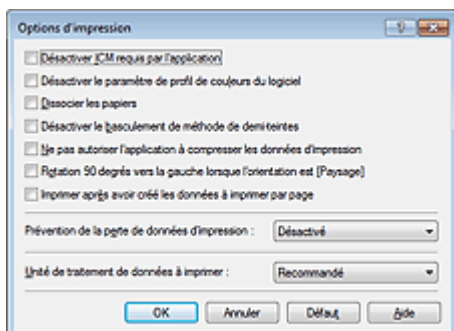 Options d'impression
Désactiver ICM requis par l'application
Désactiver le paramètre de profil de couleurs du logiciel
Dissocier les papiers
Désactiver le basculement de méthode de demi-teintes
Ne pas autoriser l'application à compresser les données d'impression
Rotation 90 degrés vers la gauche lorsque l'orientation est [Paysage]
Imprimer après avoir créé les données à imprimer par page
Prévention de la perte de données d'impression : Désactivé
Unité de traitement de données à imprimer : Recommandé
OK Annuler Défaut Aide